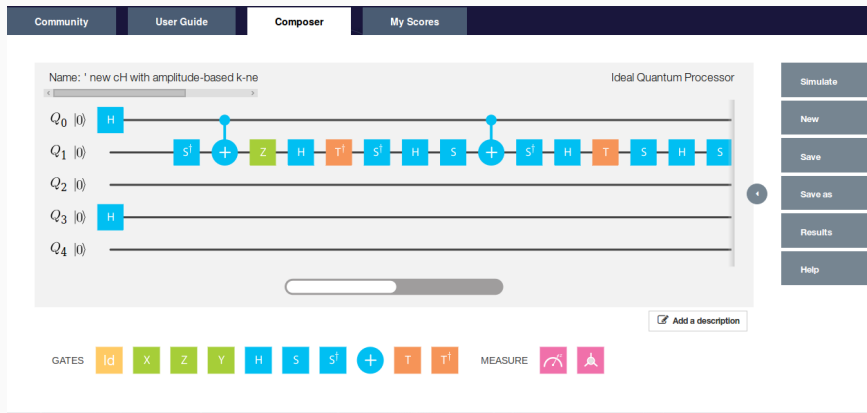 Community User Guide Composer My Scores
Name: ' new cH with amplitude-based k-ne Ideal Quantum Processor
Simulate
New
Save
Save as
Results
Help
Q0 |0⟩ H
Q1 |0⟩ S† + Z H T† S† H S + S† H T S H S
Q2 |0⟩
Q3 |0⟩ H
Q4 |0⟩
Add a description
GATES Id X Z Y H S S† + T T† MEASURE